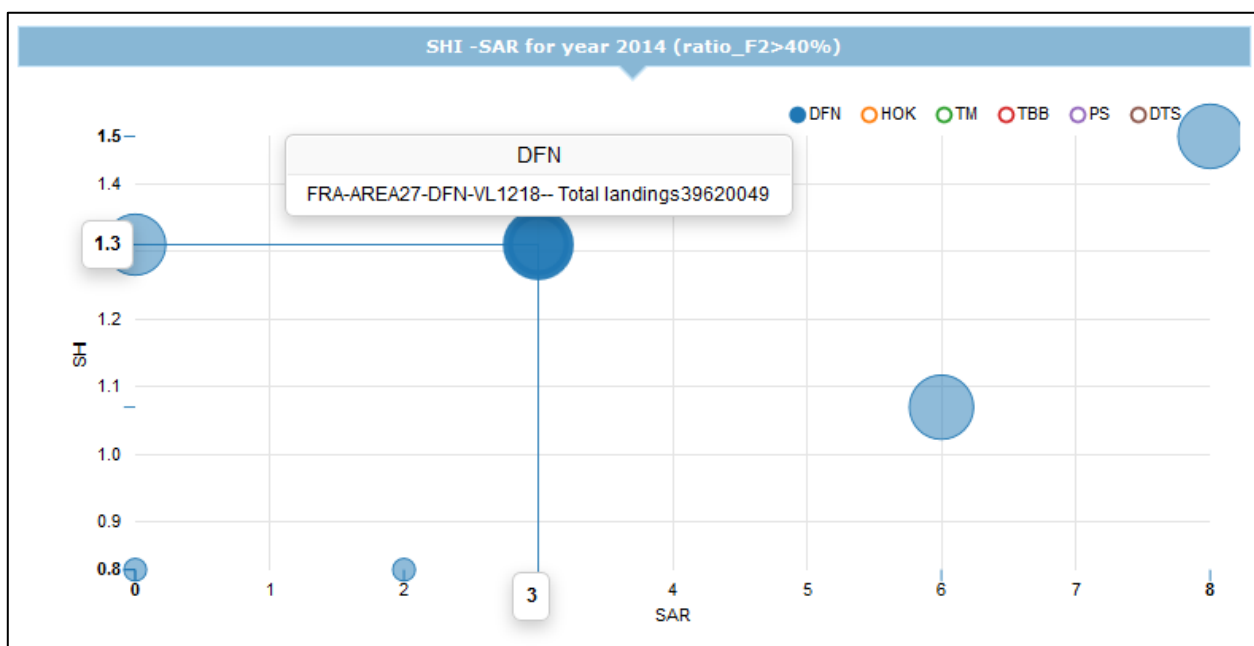 SHI -SAR for year 2014 (ratio_F2>40%)
DFN HOK TM TBB PS DTS
1.5
DFN
FRA-AREA27-DFN-VL1218-- Total landings39620049
1.4
1.3
1.2
SHI
1.1
1.0
0.9
0.8
0 1 2 3 4 5 6 7 8
SAR